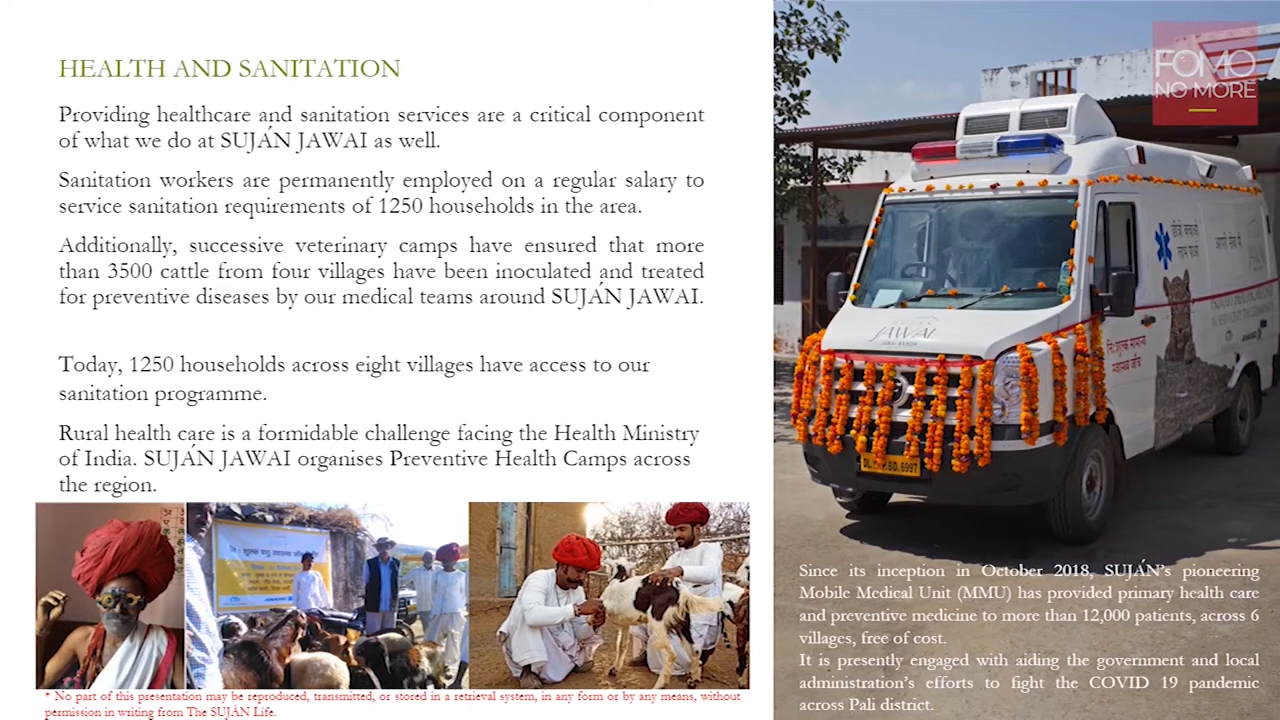 HEALTH AND SANITATION
Providing healthcare and sanitation services are a critical component
of what we do at SUJÁN JAWAI as well.
Sanitation workers are permanently employed on a regular salary to
service sanitation requirements of 1250 households in the area.
Additionally, successive veterinary camps have ensured that more
than 3500 cattle from four villages have been inoculated and treated
for preventive diseases by our medical teams around SUJÁN JAWAI.
Today, 1250 households across eight villages have access to our
sanitation programme.
Rural health care is a formidable challenge facing the Health Ministry
of India. SUJÁN JAWAI organises Preventive Health Camps across
the region.
* No part of this presentation may be reproduced, transmitted, or stored in a retrieval system, in any form or by any means, without
permission in writing from The SUJÁN Life.
FOMO
NO MORE
JAWAI
Since its inception in October 2018, SUJÁN's pioneering
Mobile Medical Unit (MMU) has provided primary health care
and preventive medicine to more than 12,000 patients, across 6
villages, free of cost.
It is presently engaged with aiding the government and local
administration's efforts to fight the COVID 19 pandemic
across Pali district.